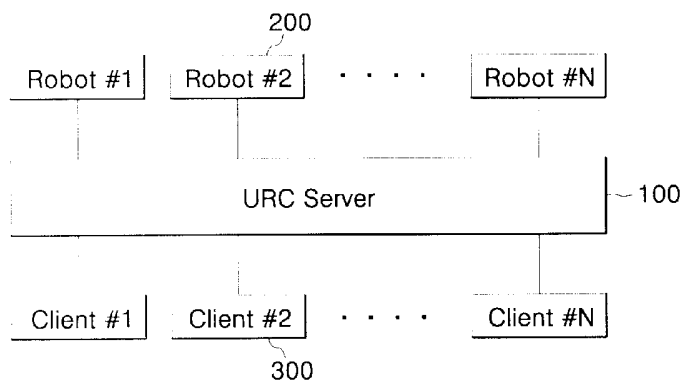 200
Robot #1 Robot #2 . . . . Robot #N
URC Server
100
Client #1 Client #2 . . . . Client #N
300